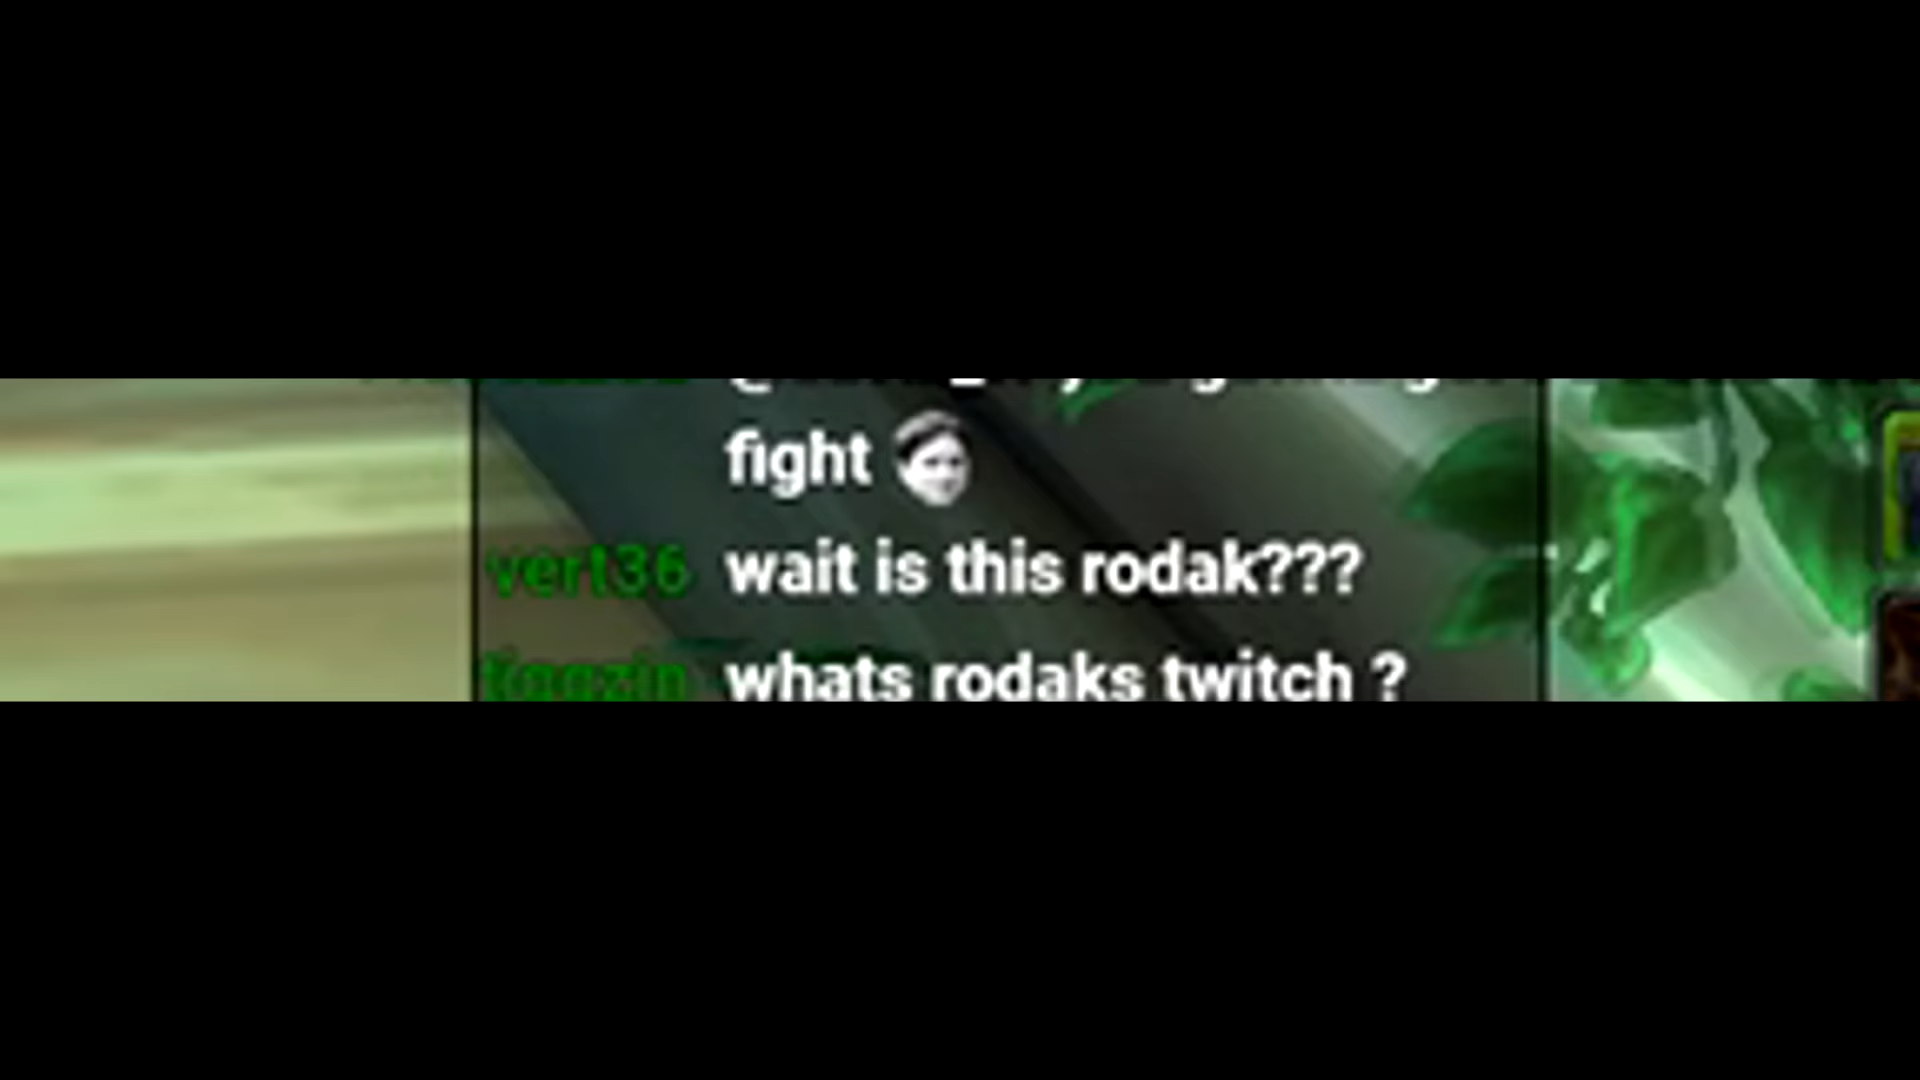 fight
vert36 wait is this rodak???
whats rodaks twitch ?